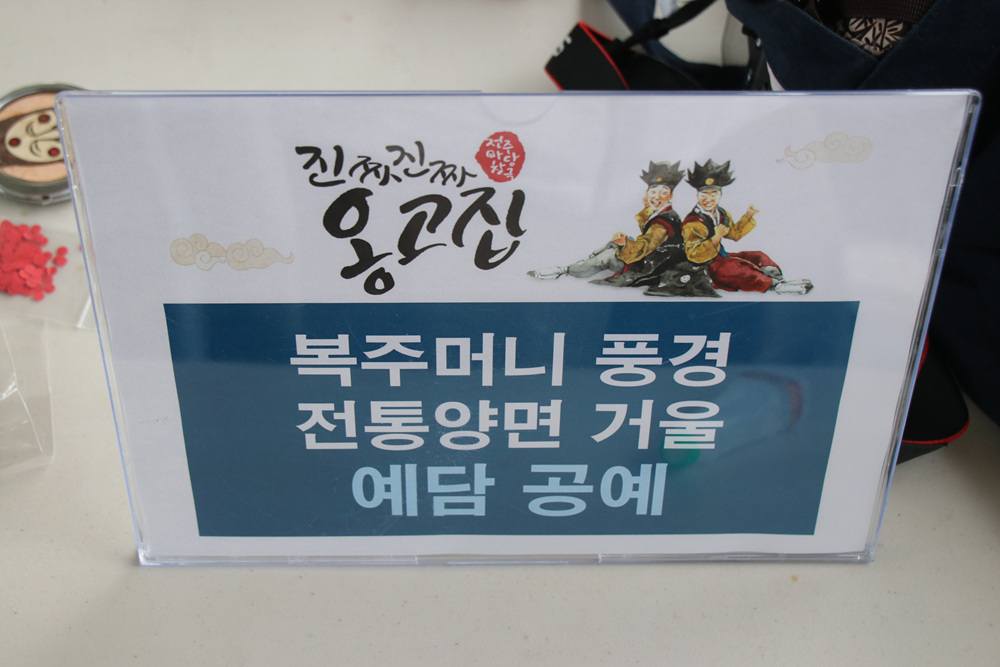 진짜진짜
옹고집
전주
마당
창극
복주머니 풍경
전통양면 거울
예담 공예